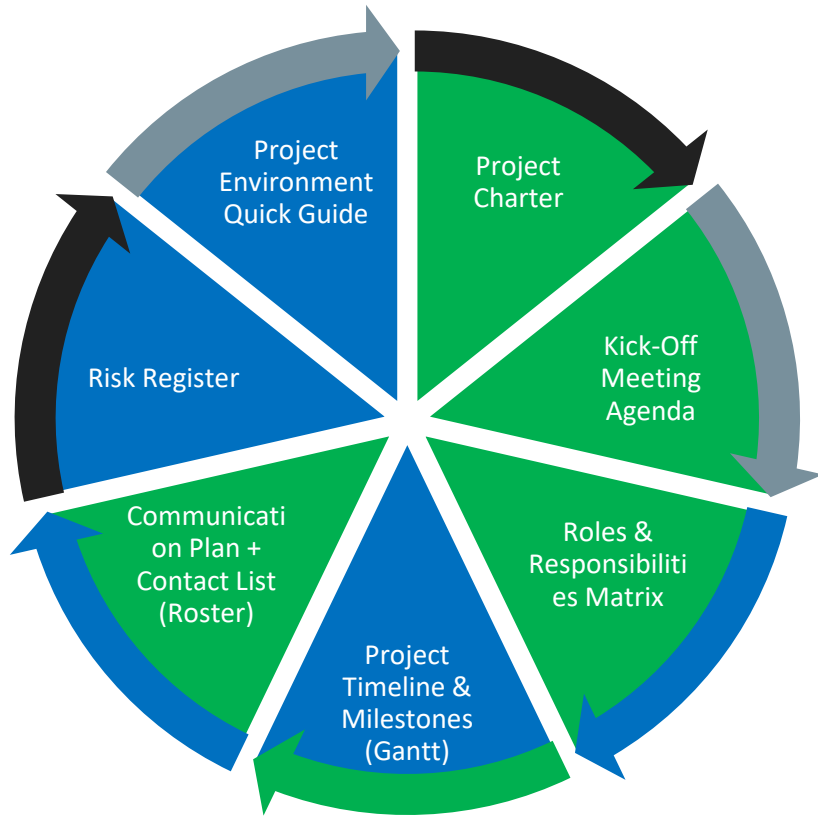 Project
Charter
Kick-Off
Meeting
Agenda
Roles &
Responsibiliti
es Matrix
Project
Timeline &
Milestones
(Gantt)
Communicati
on Plan +
Contact List
(Roster)
Risk Register
Project
Environment
Quick Guide